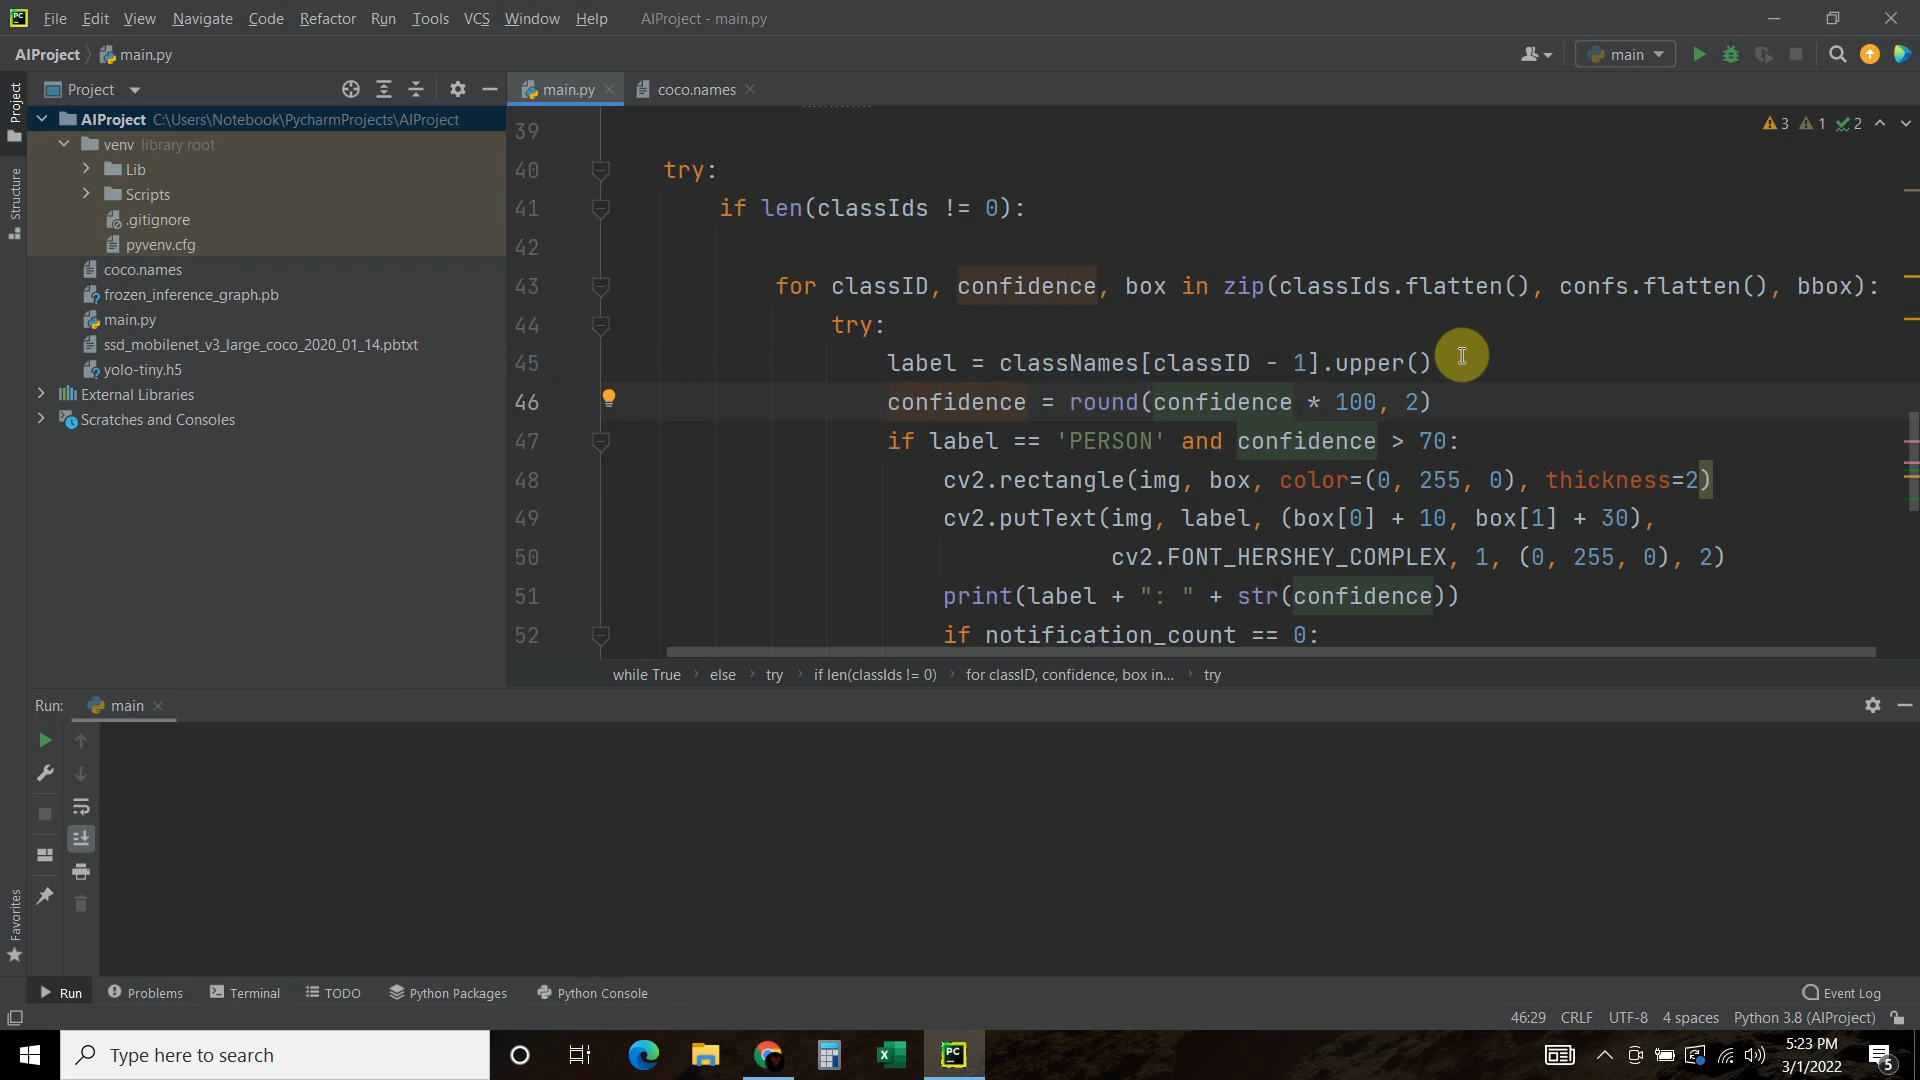 PC File Edit View Navigate Code Refactor Run Tools VCS Window Help AIProject - main.py
AIProject main.py main
Project main.py coco.names
Project
Structure
Favorites
AIProject C:\Users\Notebook\PycharmProjects\AIProject
venv library root
Lib
Scripts
.gitignore
pyvenv.cfg
coco.names
frozen_inference_graph.pb
main.py
ssd_mobilenet_v3_large_coco_2020_01_14.pbtxt
yolo-tiny.h5
External Libraries
Scratches and Consoles
3 1 2
39
40 try:
41 if len(classIds != 0):
42
43 for classID, confidence, box in zip(classIds.flatten(), confs.flatten(), bbox):
44 try:
45 label = classNames[classID - 1].upper()
46 confidence = round(confidence * 100, 2)
47 if label == 'PERSON' and confidence > 70:
48 cv2.rectangle(img, box, color=(0, 255, 0), thickness=2)
49 cv2.putText(img, label, (box[0] + 10, box[1] + 30),
50 cv2.FONT_HERSHEY_COMPLEX, 1, (0, 255, 0), 2)
51 print(label + ": " + str(confidence))
52 if notification_count == 0:
while True else try if len(classIds != 0) for classID, confidence, box in... try
Run: main
Run Problems Terminal TODO Python Packages Python Console Event Log
46:29 CRLF UTF-8 4 spaces Python 3.8 (AIProject)
Type here to search
PC
5:23 PM
3/1/2022
5